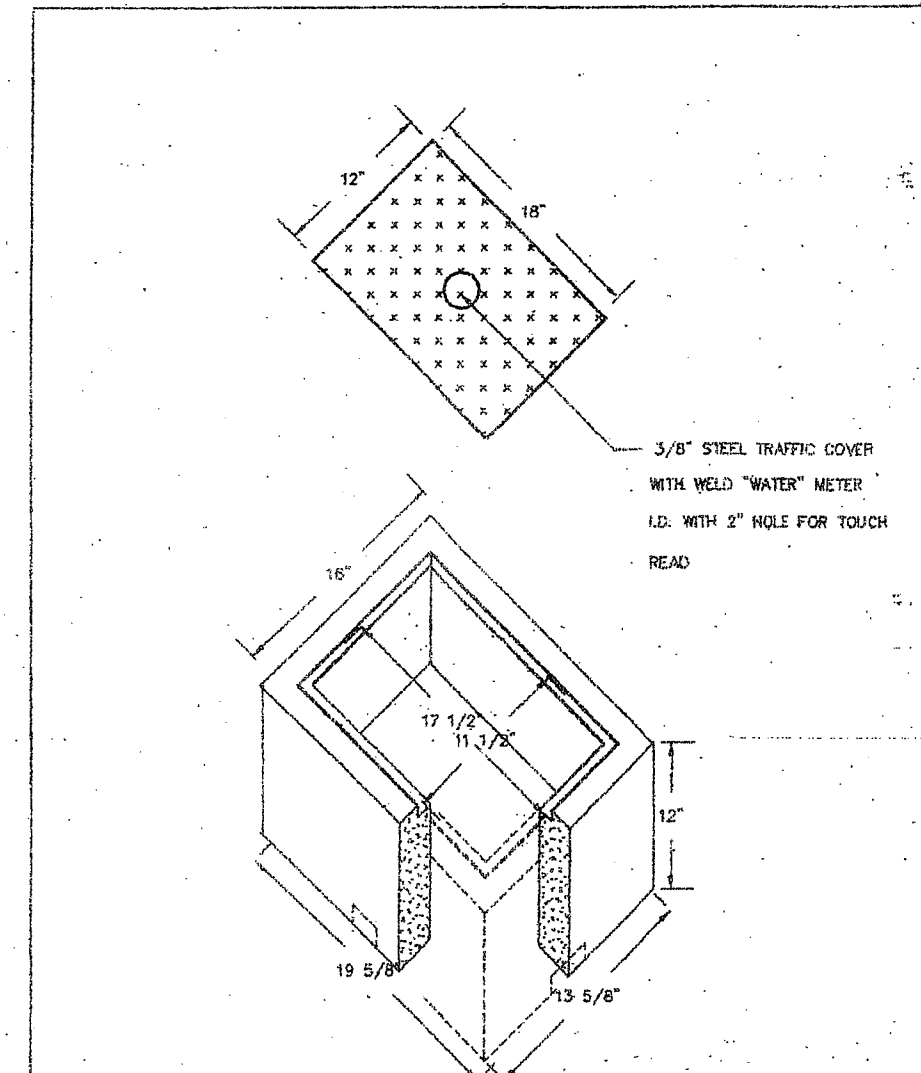 12"
18"
3/8" STEEL TRAFFIC COVER
WITH WELD "WATER" METER
I.D. WITH 2" HOLE FOR TOUCH
READ
16"
17 1/2"
11 1/2"
12"
19 5/8"
13 5/8"